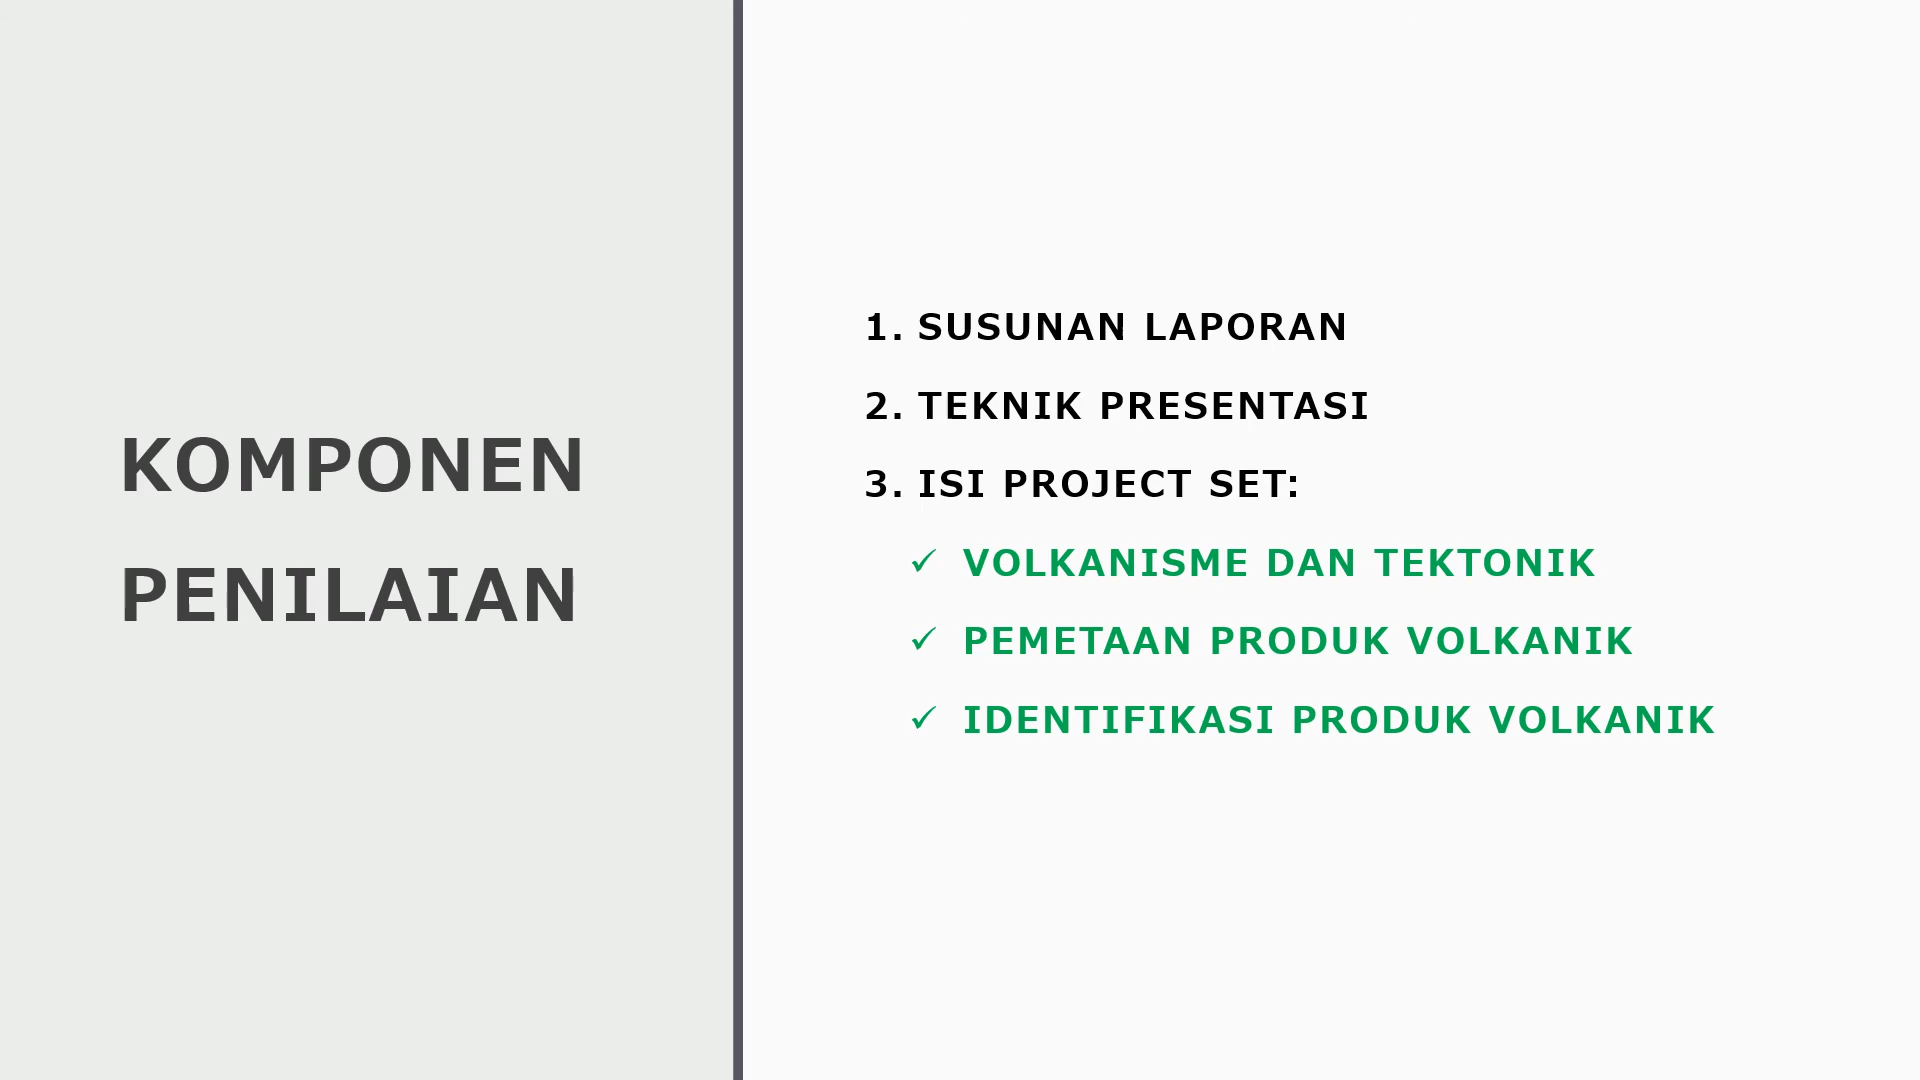 KOMPONEN
PENILAIAN
1. SUSUNAN LAPORAN
2. TEKNIK PRESENTASI
3. ISI PROJECT SET:
✓ VOLKANISME DAN TEKTONIK
✓ PEMETAAN PRODUK VOLKANIK
✓ IDENTIFIKASI PRODUK VOLKANIK